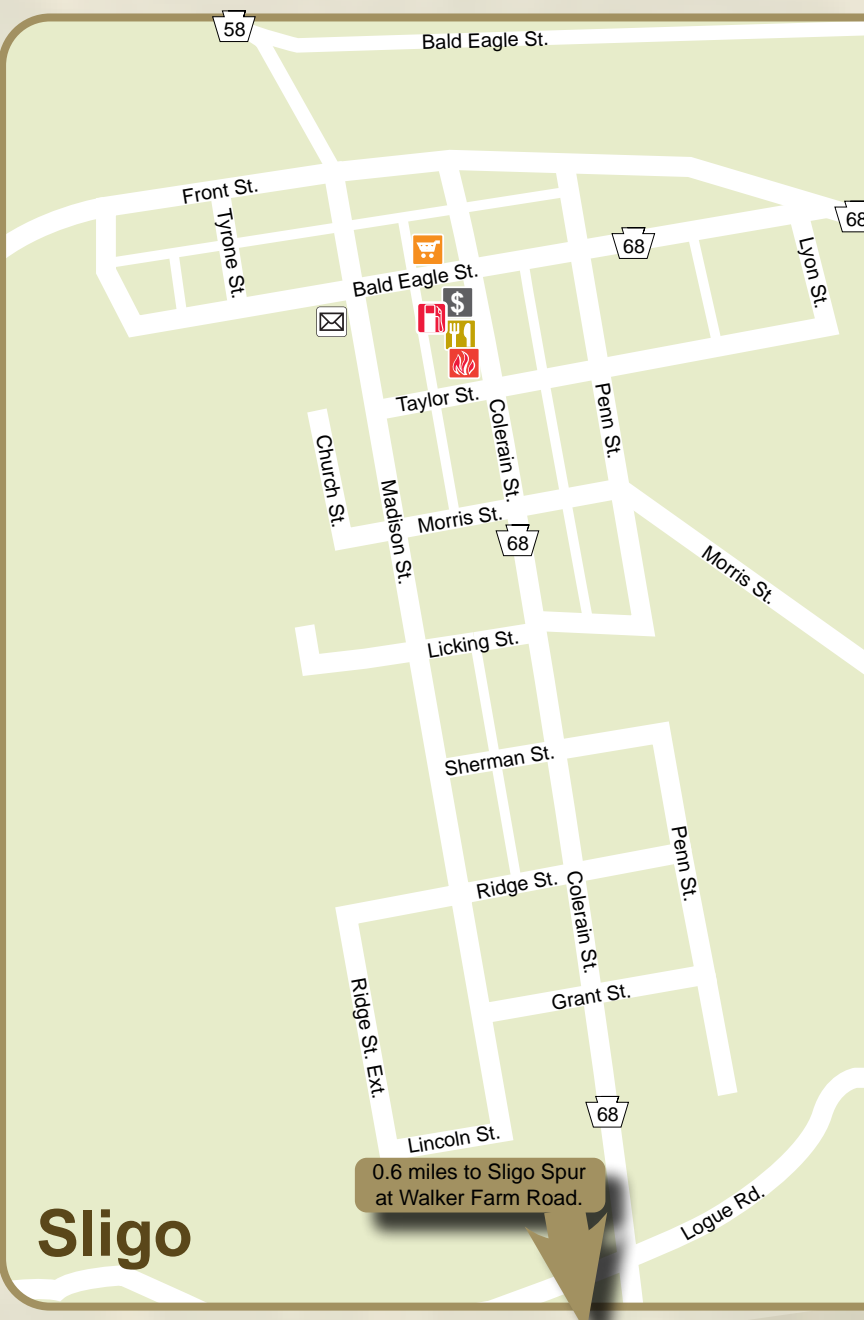 58
Bald Eagle St.
Front St.
Tyrone St.
68
68
Lyon St.
Bald Eagle St.
$
Taylor St.
Colerain St.
Penn St.
Church St.
Madison St.
Morris St.
68
Morris St.
Licking St.
Sherman St.
Penn St.
Ridge St.
Colerain St.
Ridge St. Ext.
Grant St.
68
Lincoln St.
0.6 miles to Sligo Spur
at Walker Farm Road.
Logue Rd.
Sligo